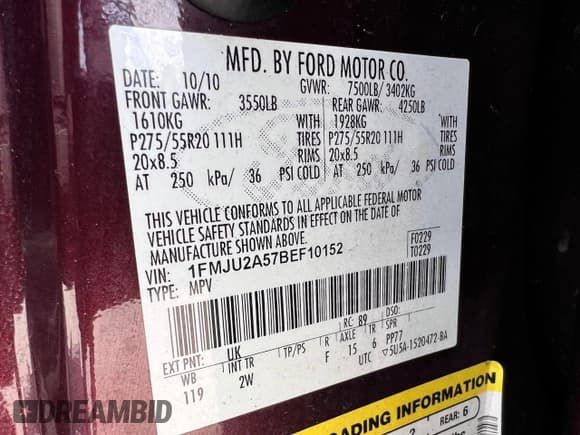 MFD. BY FORD MOTOR CO.
DATE: 10/10 GVWR: 7500LB/ 3402KG
FRONT GAWR: 3550LB REAR GAWR: 4250LB
1610KG WITH 1928KG WITH
P275/55R20 111H TIRES P275/55R20 111H TIRES
20x8.5 RIMS 20x8.5 RIMS
AT 250 kPa/ 36 PSI COLD AT 250 kPa/ 36 PSI COLD
THIS VEHICLE CONFORMS TO ALL APPLICABLE FEDERAL MOTOR
VEHICLE SAFETY STANDARDS IN EFFECT ON THE DATE OF
MANUFACTURE SHOWN ABOVE.
VIN: 1FMJU2A57BEF10152 F0229
TYPE: MPV T0229
RC: 89 DSO:
EXT PNT: UK R AXLE TR SPR
WB INT TR TP/PS F 15 6 PP77
119 2W UTC ▽5U5A-1520472-BA
LOADING INFORMATION
2 REAR: 6
DREAMBID